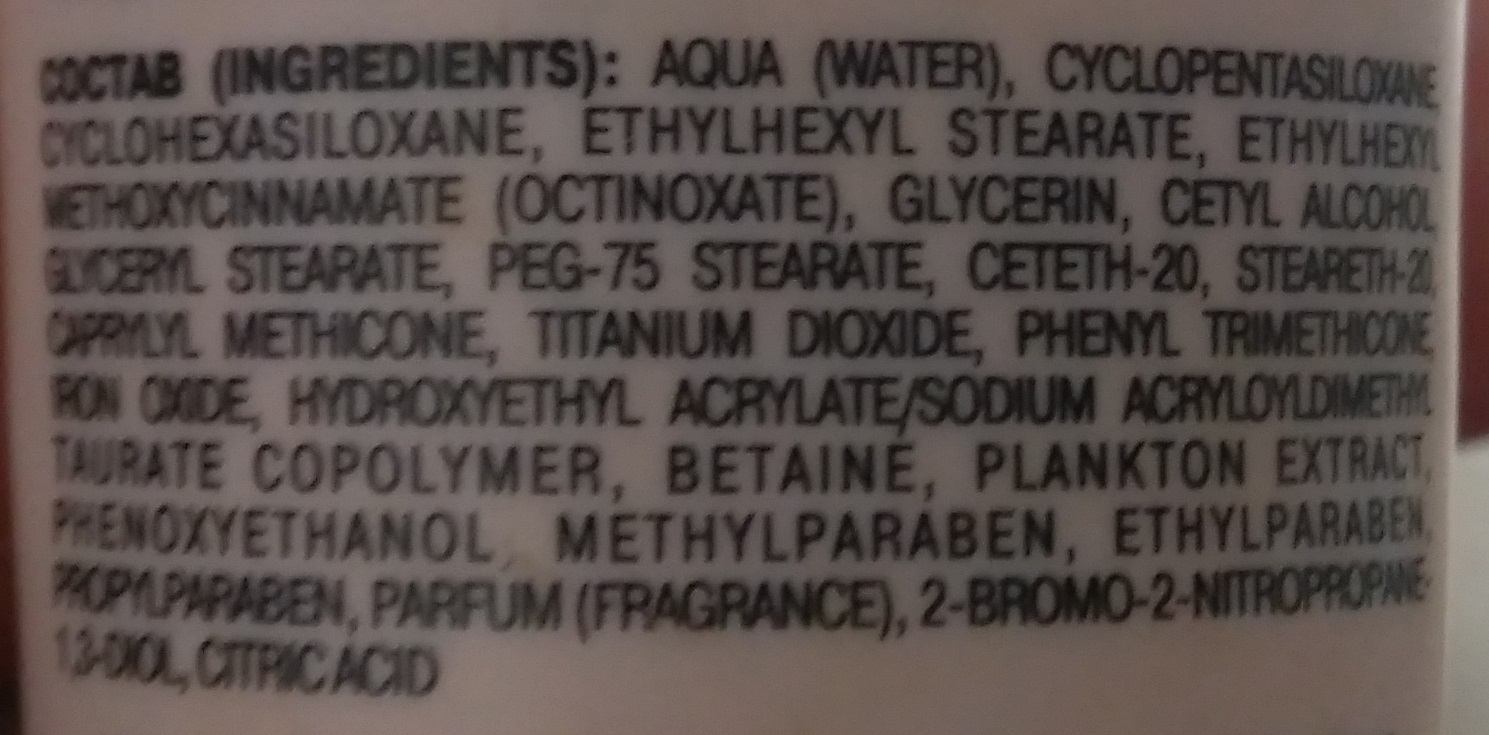 СОСТАВ (INGREDIENTS): AQUA (WATER), CYCLOPENTASILOXANE
CYCLOHEXASILOXANE, ETHYLHEXYL STEARATE, ETHYLHEXYL
METHOXYCINNAMATE (OCTINOXATE), GLYCERIN, CETYL ALCOHOL
GLYCERYL STEARATE, PEG-75 STEARATE, CETETH-20, STEARETH-20,
CAPRYLYL METHICONE, TITANIUM DIOXIDE, PHENYL TRIMETHICONE
IRON OXIDE, HYDROXYETHYL ACRYLATE/SODIUM ACRYLOYLDIMETHYL
TAURATE COPOLYMER, BETAINE, PLANKTON EXTRACT,
PHENOXYETHANOL, METHYLPARABEN, ETHYLPARABEN,
PROPYLPARABEN, PARFUM (FRAGRANCE), 2-BROMO-2-NITROPROPANE-
1,3-DIOL, CITRIC ACID